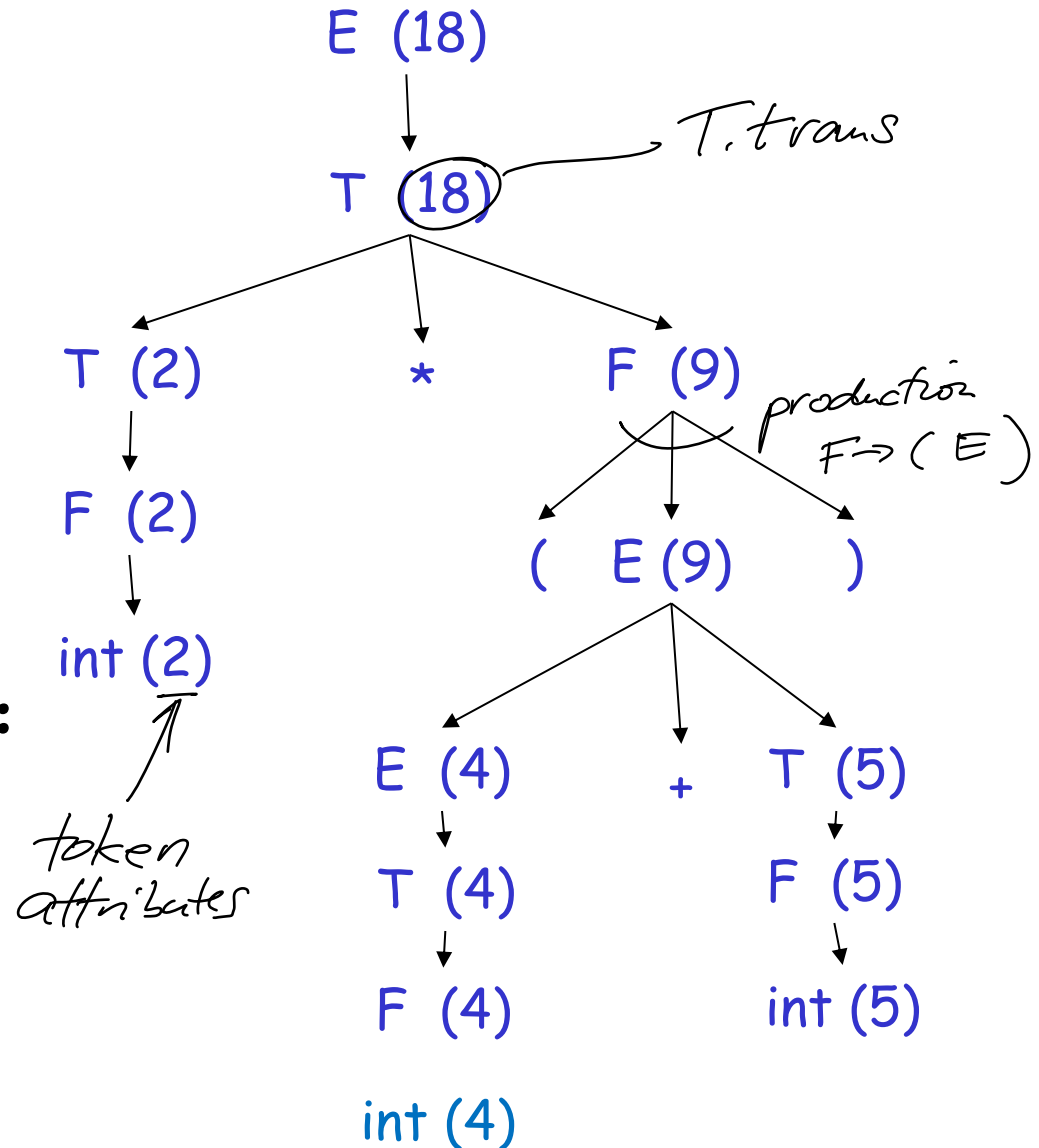 E (18)
T.trans
T (18)
T (2) * F (9)
production
F→( E )
F (2)
( E (9) )
int (2)
:
E (4) + T (5)
token
attributes
T (4) F (5)
F (4) int (5)
int (4)